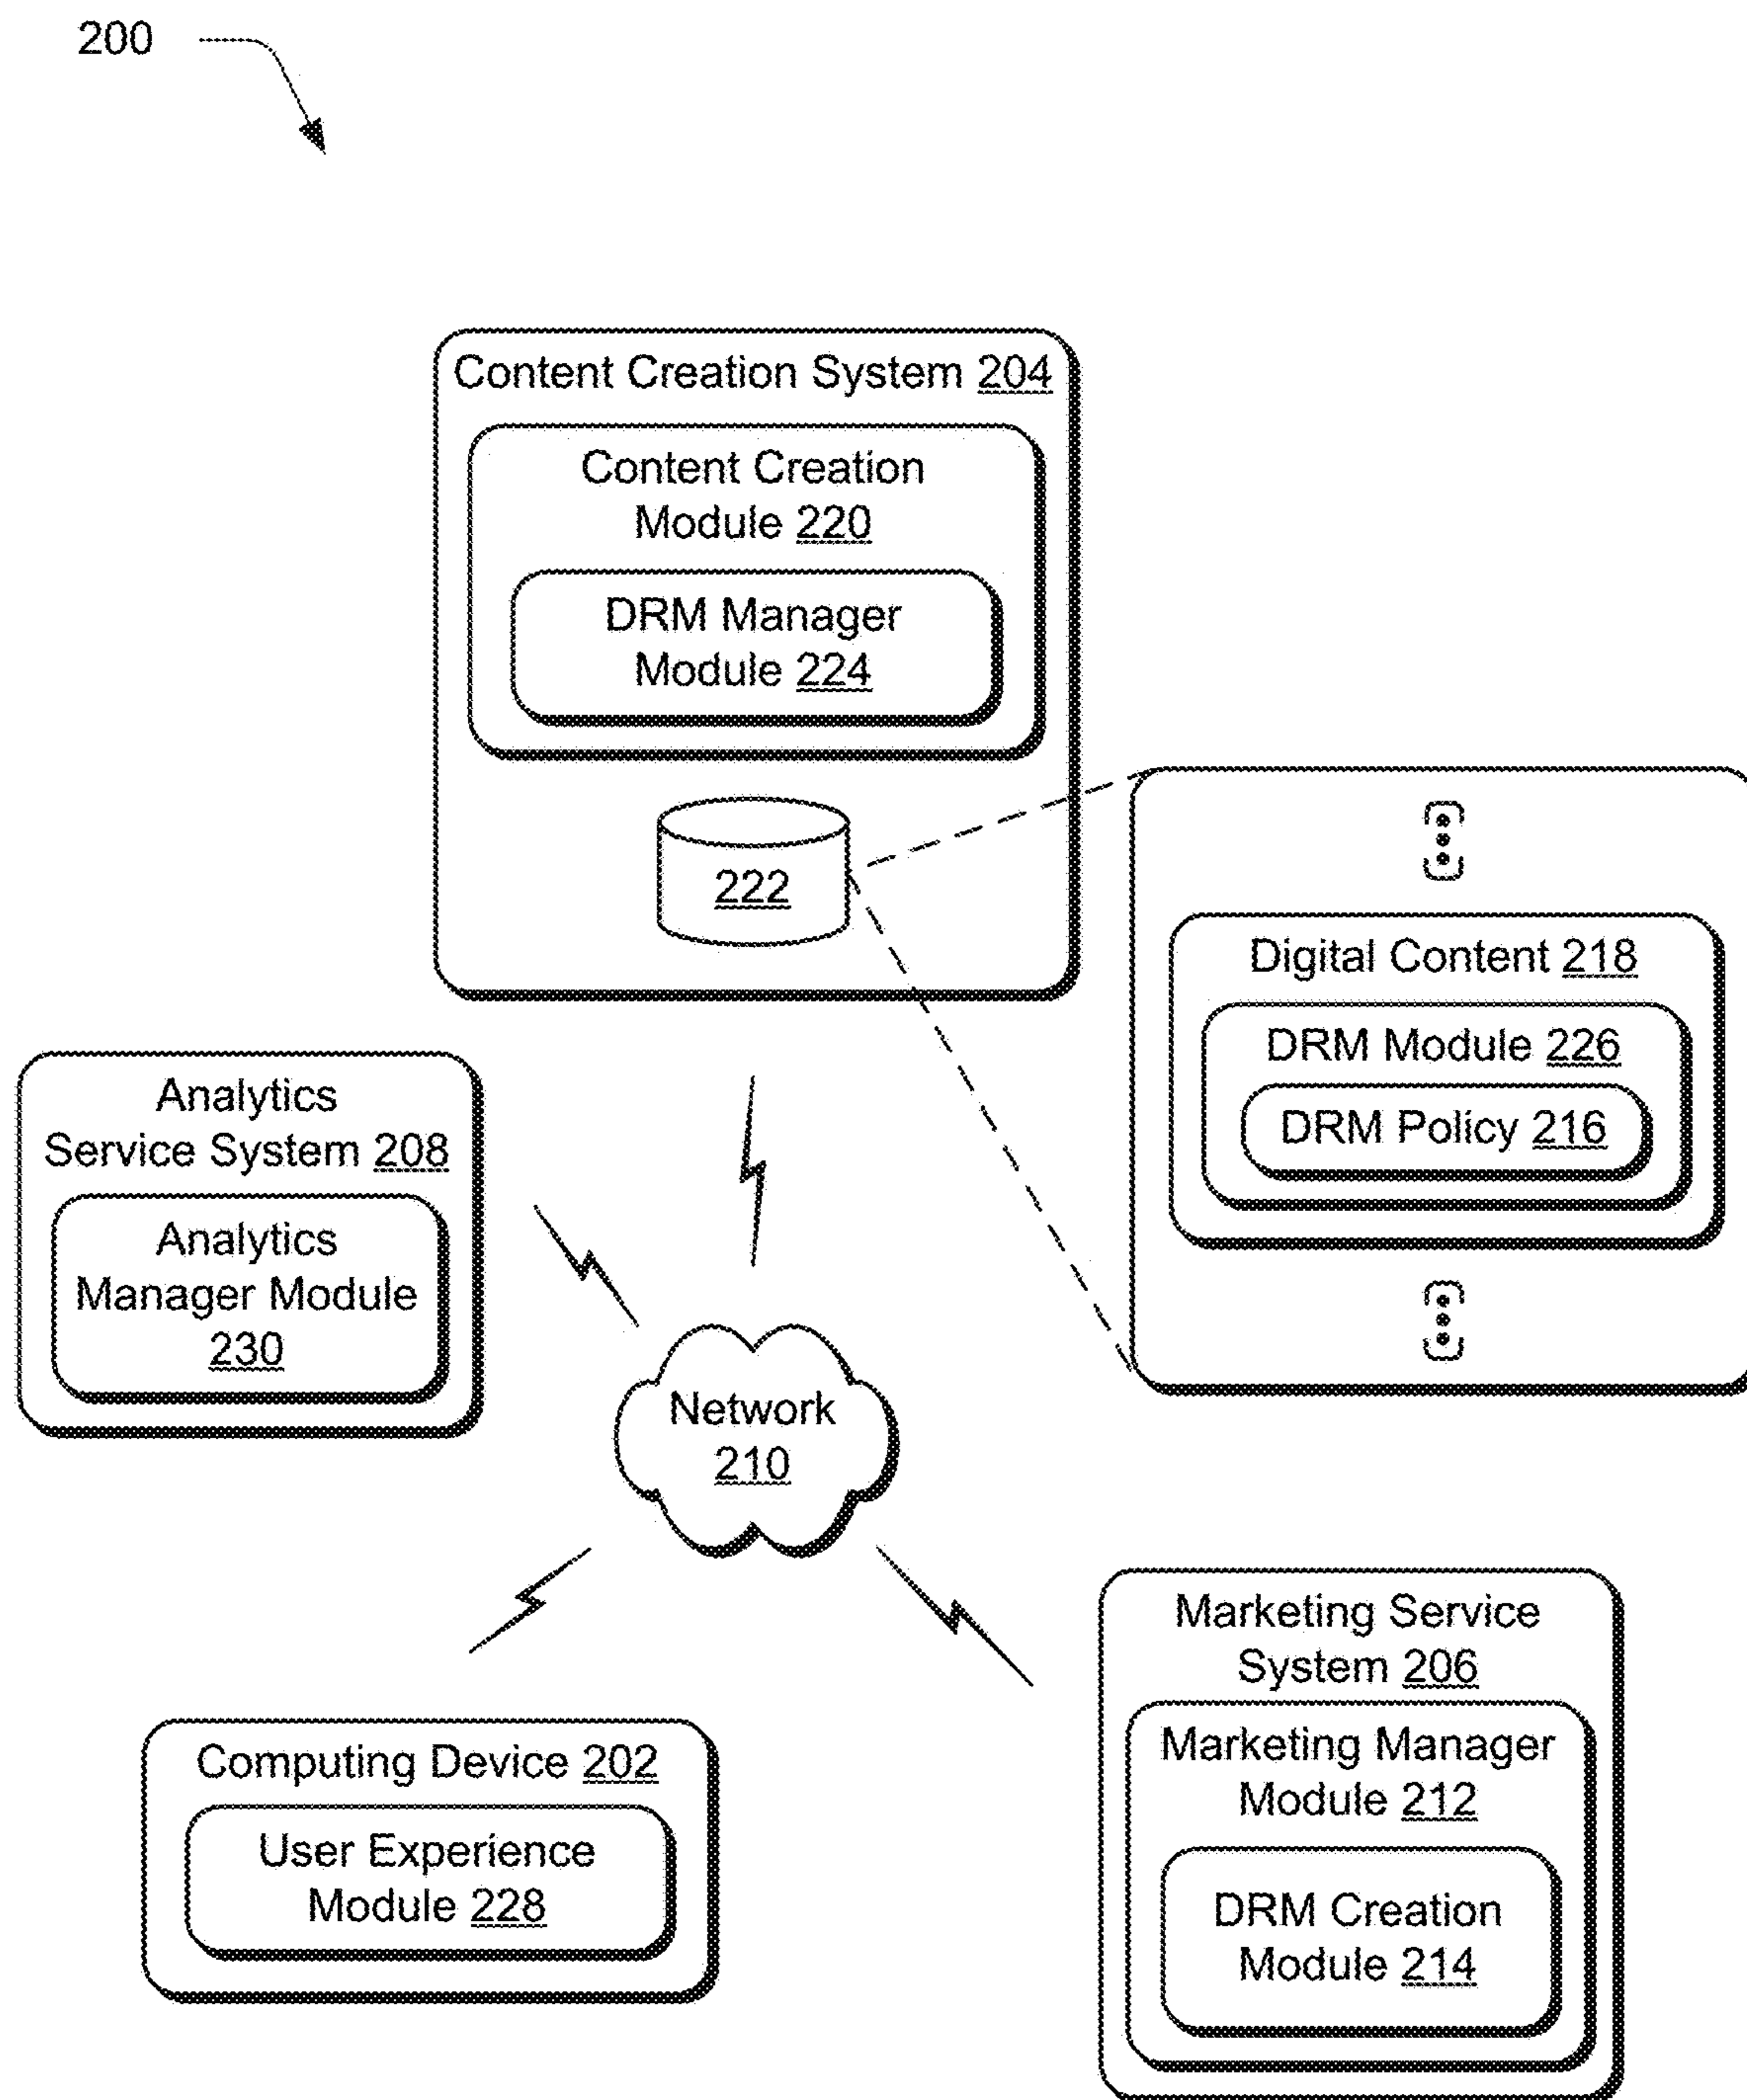 200
Content Creation System 204
Content Creation
Module 220
DRM Manager
Module 224
222
Digital Content 218
DRM Module 226
DRM Policy 216
Analytics
Service System 208
Analytics
Manager Module
230
Network
210
Marketing Service
System 206
Marketing Manager
Module 212
DRM Creation
Module 214
Computing Device 202
User Experience
Module 228